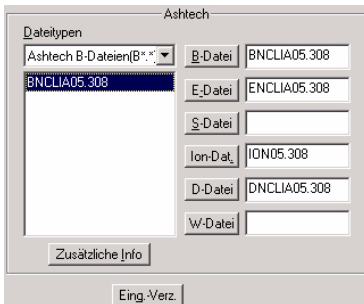 Ashtech
Dateitypen
Ashtech B-Dateien(B*.*)
BNCLIA05.308
B-Datei BNCLIA05.308
E-Datei ENCLIA05.308
S-Datei
Ion-Dat. ION05.308
D-Datei DNCLIA05.308
W-Datei
Zusätzliche Info
Eing.-Verz.